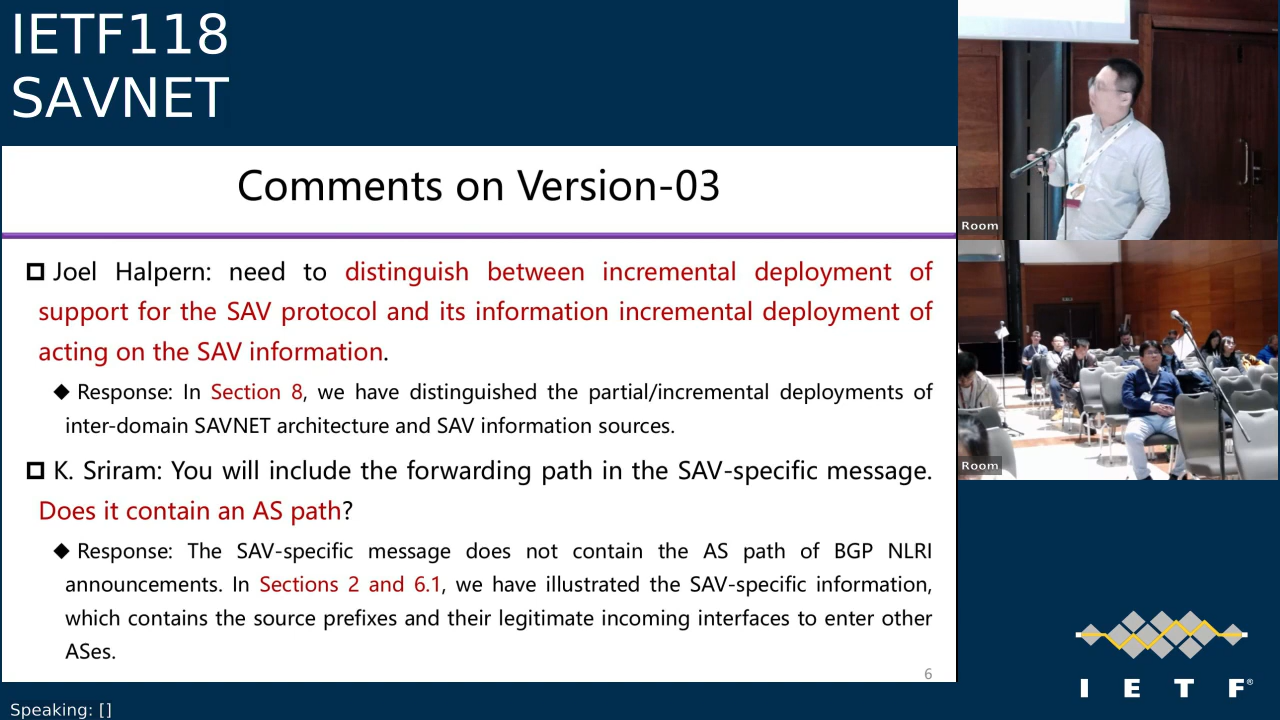 IETF118
SAVNET
Comments on Version-03
Joel Halpern: need to distinguish between incremental deployment of
support for the SAV protocol and its information incremental deployment of
acting on the SAV information.
◆ Response: In Section 8, we have distinguished the partial/incremental deployments of
inter-domain SAVNET architecture and SAV information sources.
K. Sriram: You will include the forwarding path in the SAV-specific message.
Does it contain an AS path?
◆ Response: The SAV-specific message does not contain the AS path of BGP NLRI
announcements. In Sections 2 and 6.1, we have illustrated the SAV-specific information,
which contains the source prefixes and their legitimate incoming interfaces to enter other
ASes.
6
Room
Room
I E T F®
Speaking: []